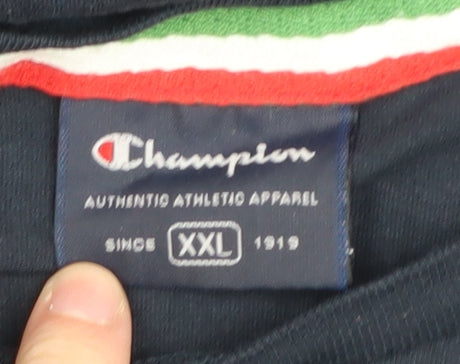 Champion
AUTHENTIC ATHLETIC APPAREL
SINCE XXL 1919